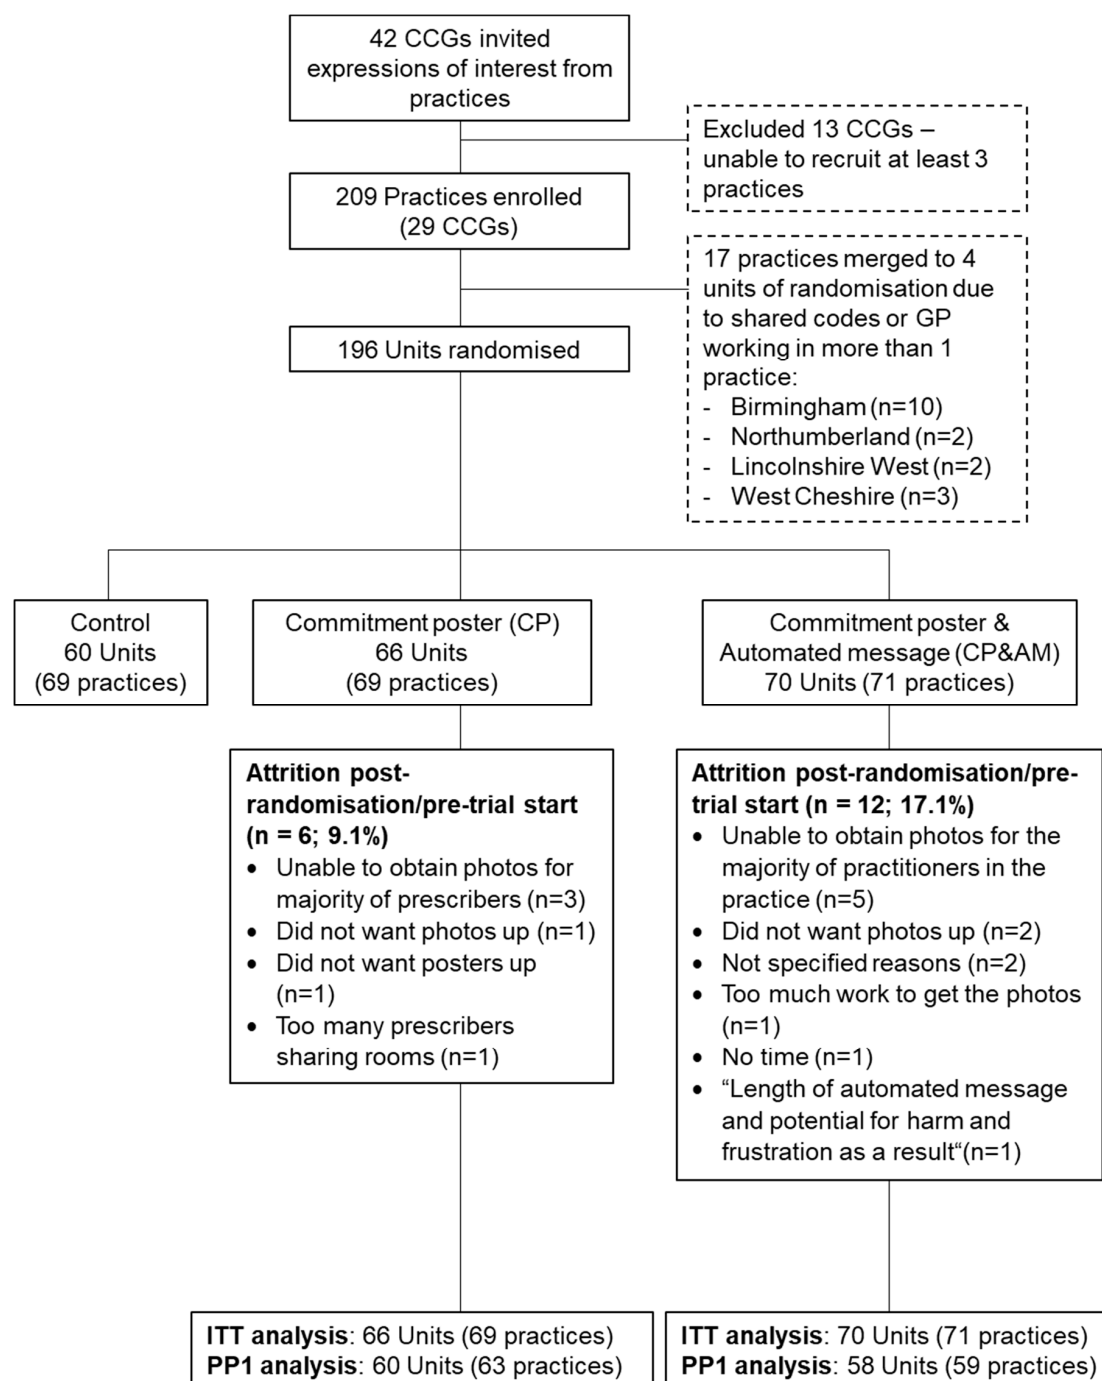 42 CCGs invited
expressions of interest from
practices
Excluded 13 CCGs –
unable to recruit at least 3
practices
209 Practices enrolled
(29 CCGs)
17 practices merged to 4
units of randomisation due
to shared codes or GP
working in more than 1
practice:
- Birmingham (n=10)
- Northumberland (n=2)
- Lincolnshire West (n=2)
- West Cheshire (n=3)
196 Units randomised
Control
60 Units
(69 practices)
Commitment poster (CP)
66 Units
(69 practices)
Commitment poster &
Automated message (CP&AM)
70 Units (71 practices)
Attrition post-
randomisation/pre-trial start
(n = 6; 9.1%)
• Unable to obtain photos for
majority of prescribers (n=3)
• Did not want photos up (n=1)
• Did not want posters up
(n=1)
• Too many prescribers
sharing rooms (n=1)
Attrition post-randomisation/pre-
trial start (n = 12; 17.1%)
• Unable to obtain photos for the
majority of practitioners in the
practice (n=5)
• Did not want photos up (n=2)
• Not specified reasons (n=2)
• Too much work to get the photos
(n=1)
• No time (n=1)
• “Length of automated message
and potential for harm and
frustration as a result“(n=1)
ITT analysis: 66 Units (69 practices)
PP1 analysis: 60 Units (63 practices)
ITT analysis: 70 Units (71 practices)
PP1 analysis: 58 Units (59 practices)